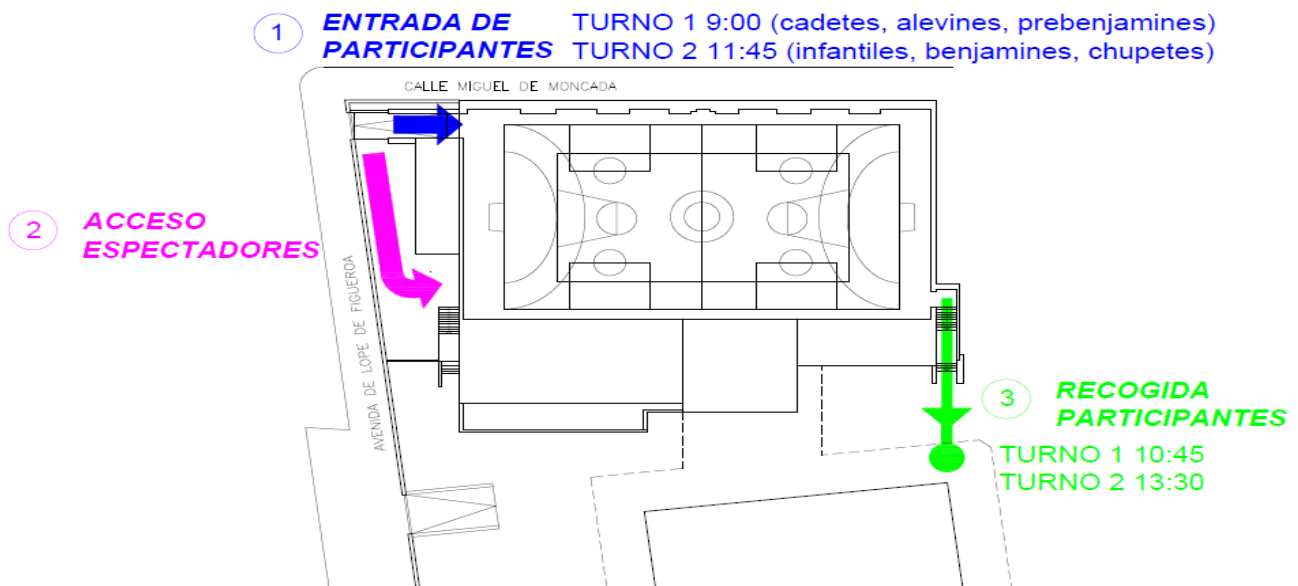 1
ENTRADA DE
PARTICIPANTES
TURNO 1 9:00 (cadetes, alevines, prebenjamines)
TURNO 2 11:45 (infantiles, benjamines, chupetes)
CALLE MIGUEL DE MONCADA
2
ACCESO
ESPECTADORES
AVENIDA DE LOPE DE FIGUEROA
3
RECOGIDA
PARTICIPANTES
TURNO 1 10:45
TURNO 2 13:30